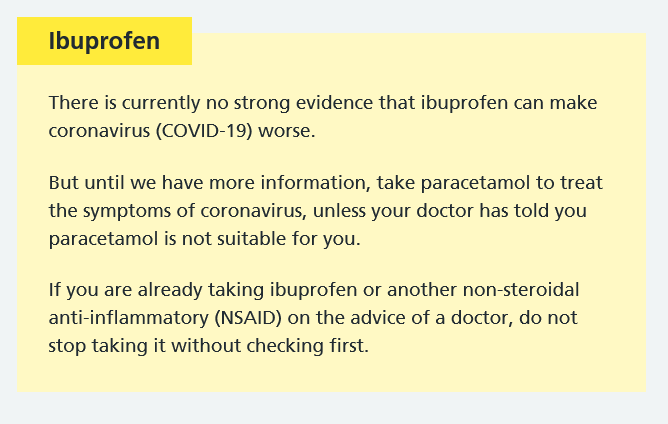 Ibuprofen
There is currently no strong evidence that ibuprofen can make
coronavirus (COVID-19) worse.
But until we have more information, take paracetamol to treat
the symptoms of coronavirus, unless your doctor has told you
paracetamol is not suitable for you.
If you are already taking ibuprofen or another non-steroidal
anti-inflammatory (NSAID) on the advice of a doctor, do not
stop taking it without checking first.